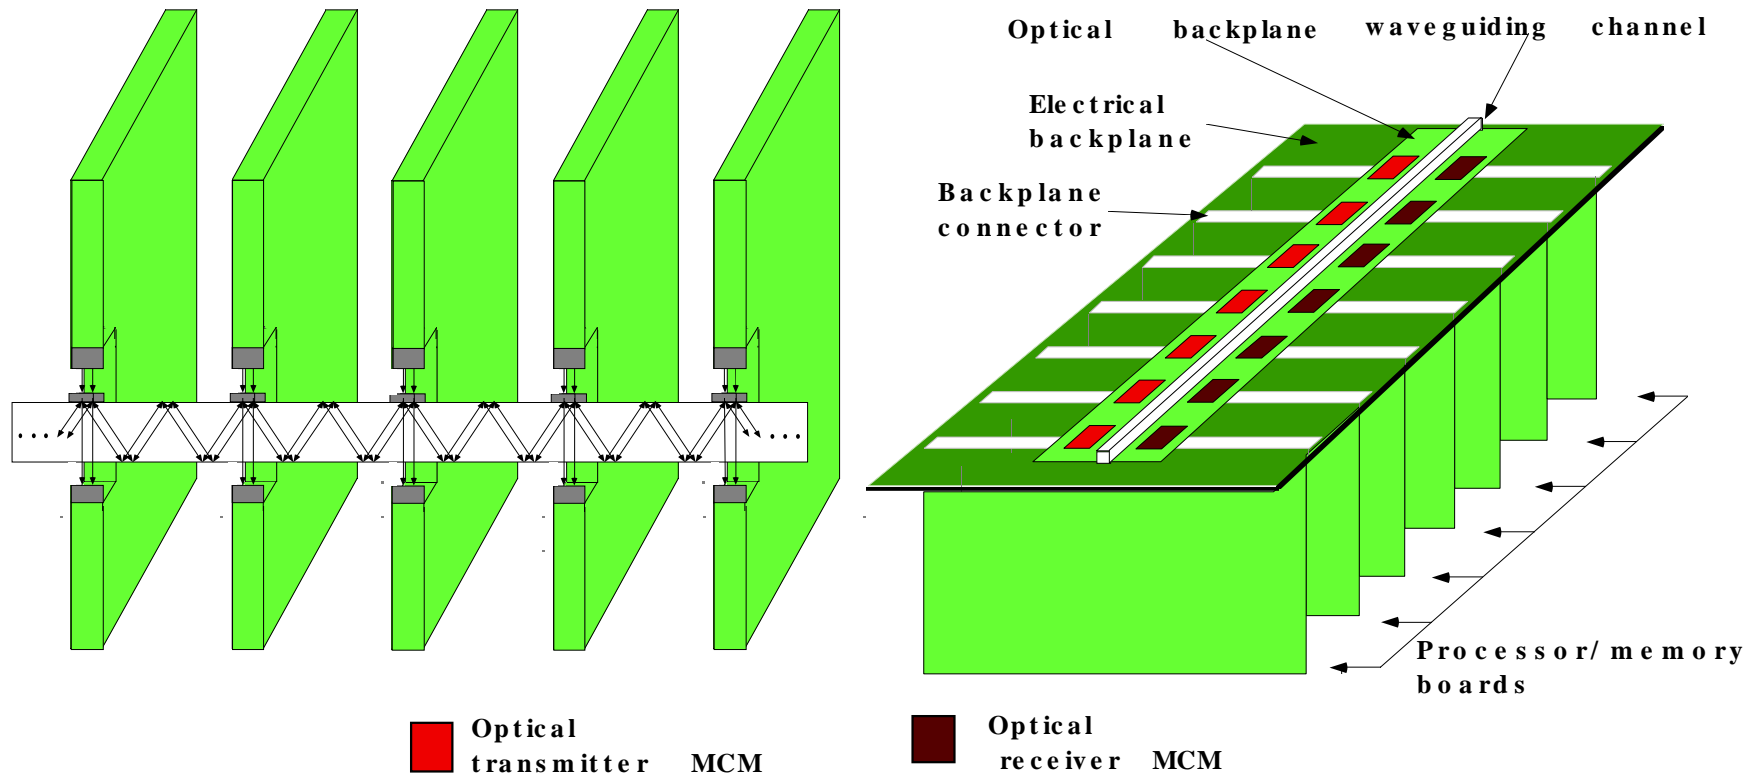 Optical backplane waveguiding channel
Electrical
backplane
Backplane
connector
Processor/memory
boards
Optical
transmitter MCM
Optical
receiver MCM